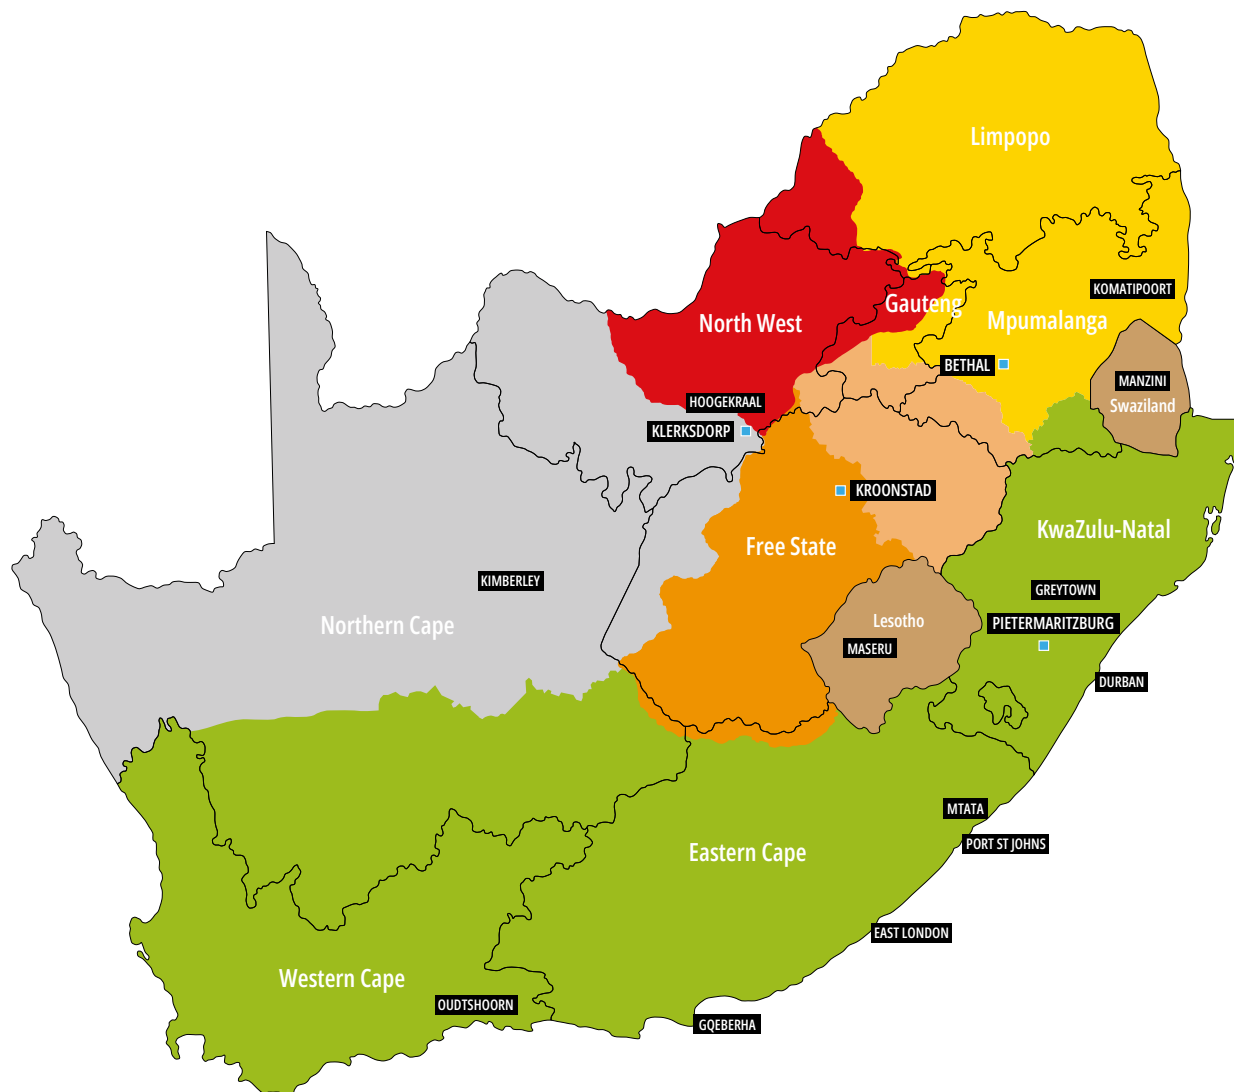 Limpopo
KOMATIPOORT
Gauteng
North West
Mpumalanga
BETHAL
MANZINI
Swaziland
HOOGEKRAAL
KLERKSDORP
KROONSTAD
KwaZulu-Natal
Free State
KIMBERLEY
GREYTOWN
Northern Cape
Lesotho
PIETERMARITZBURG
MASERU
DURBAN
MTATA
PORT ST JOHNS
Eastern Cape
EAST LONDON
Western Cape
OUDTSHOORN
GQEBERHA